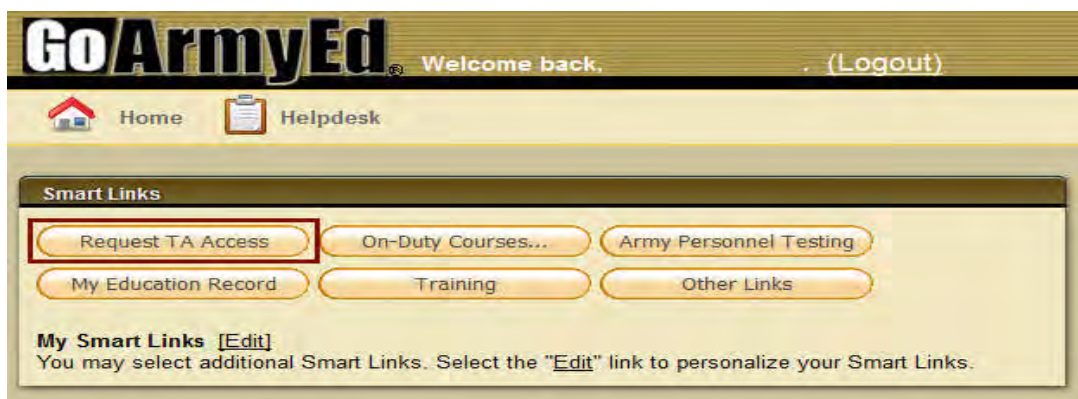 GoArmyEd® Welcome back, . (Logout)
Home Helpdesk
Smart Links
Request TA Access On-Duty Courses... Army Personnel Testing
My Education Record Training Other Links
My Smart Links [Edit]
You may select additional Smart Links. Select the "Edit" link to personalize your Smart Links.